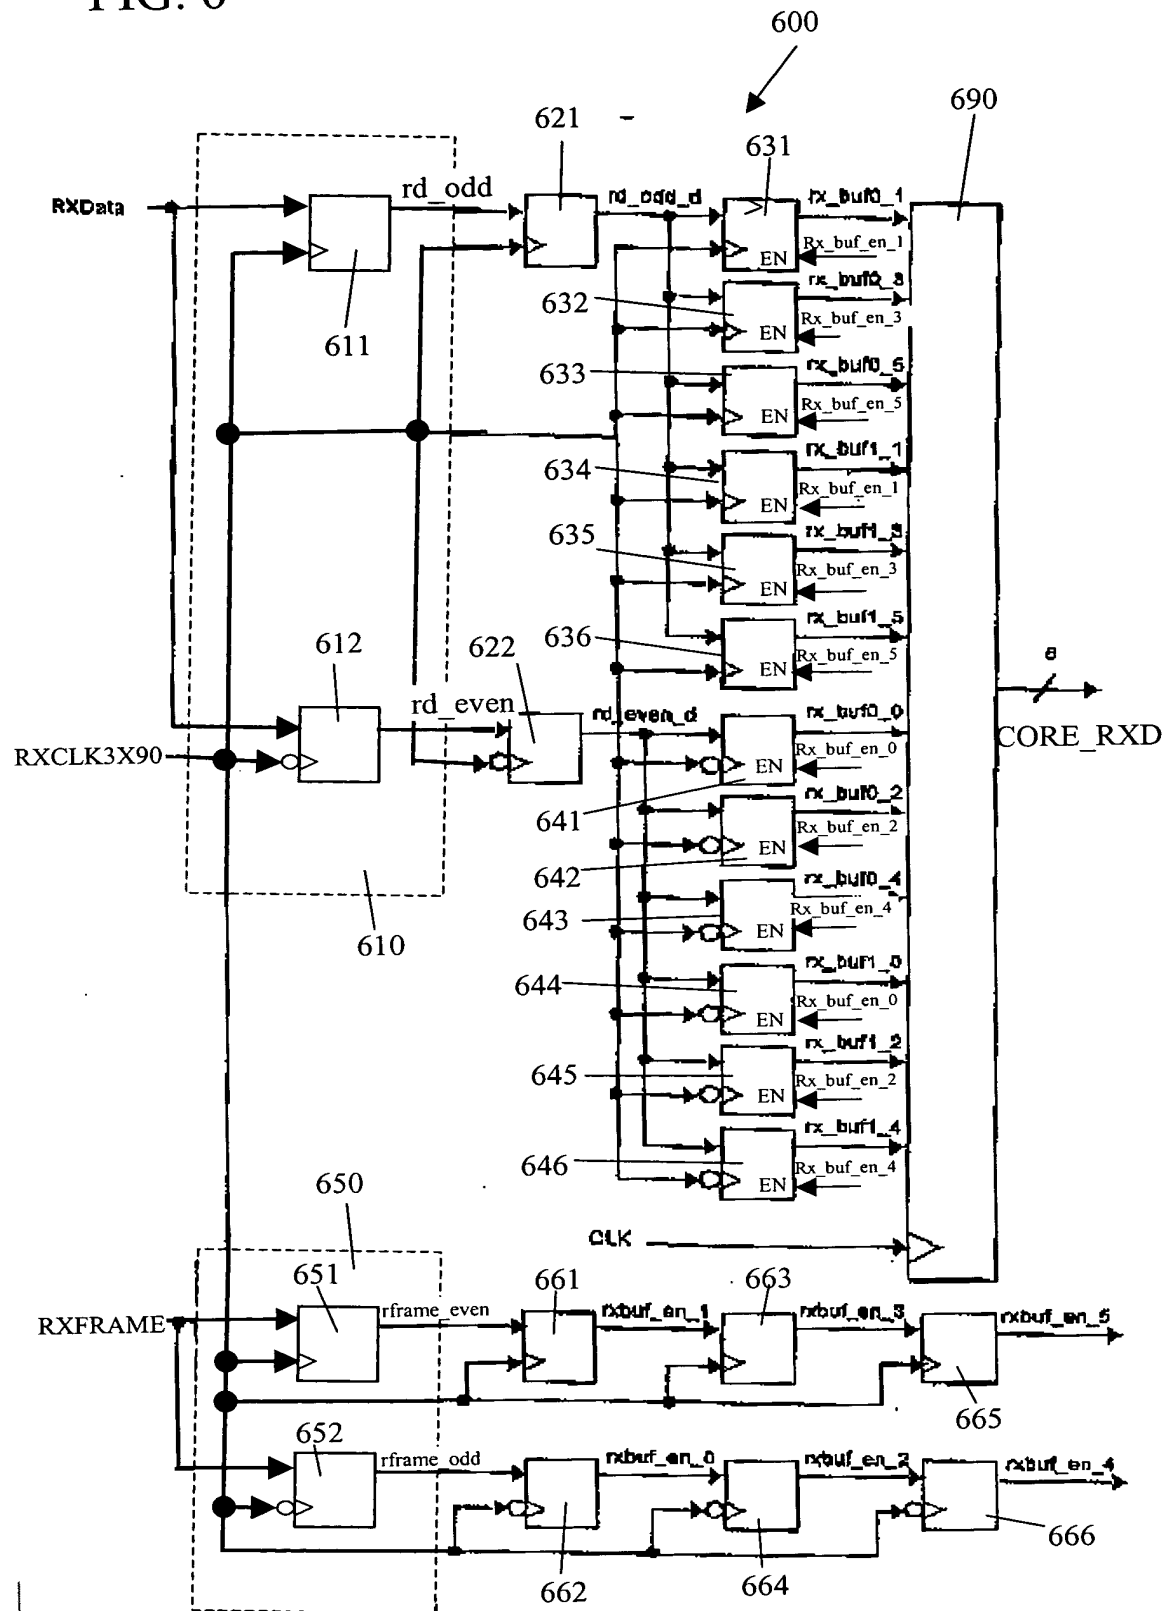 FIG. 6
600
690
621
631
RXData
rd_odd
rd_odd_d
rx_buf0_1
Rx_buf_en_1
EN
611
632
rx_buf0_3
Rx_buf_en_3
EN
633
rx_buf0_5
Rx_buf_en_5
EN
634
rx_buf1_1
Rx_buf_en_1
EN
635
rx_buf1_3
Rx_buf_en_3
EN
636
rx_buf1_5
Rx_buf_en_5
EN
612
622
rd_even
rd_even_d
RXCLK3X90
6
CORE_RXD
641
rx_buf0_0
Rx_buf_en_0
EN
642
rx_buf0_2
Rx_buf_en_2
EN
643
rx_buf0_4
Rx_buf_en_4
EN
610
644
rx_buf1_0
Rx_buf_en_0
EN
645
rx_buf1_2
Rx_buf_en_2
EN
646
rx_buf1_4
Rx_buf_en_4
EN
650
CLK
651
661
663
RXFRAME
rframe_even
rxbuf_en_1
rxbuf_en_3
rxbuf_en_5
665
652
rframe_odd
rxbuf_en_0
rxbuf_en_2
rxbuf_en_4
662
664
666